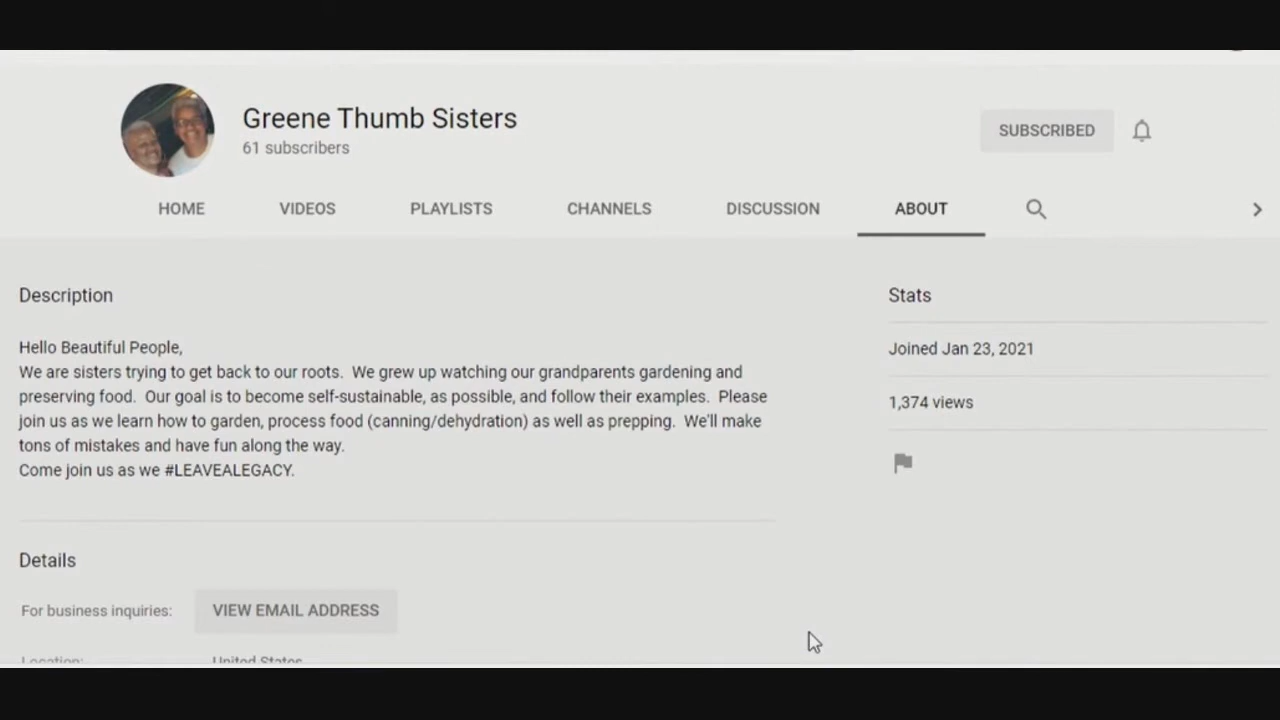 Greene Thumb Sisters
61 subscribers
SUBSCRIBED
HOME VIDEOS PLAYLISTS CHANNELS DISCUSSION ABOUT
Description
Hello Beautiful People,
We are sisters trying to get back to our roots. We grew up watching our grandparents gardening and
preserving food. Our goal is to become self-sustainable, as possible, and follow their examples. Please
join us as we learn how to garden, process food (canning/dehydration) as well as prepping. We'll make
tons of mistakes and have fun along the way.
Come join us as we #LEAVEALEGACY.
Stats
Joined Jan 23, 2021
1,374 views
Details
For business inquiries: VIEW EMAIL ADDRESS
Location: United States